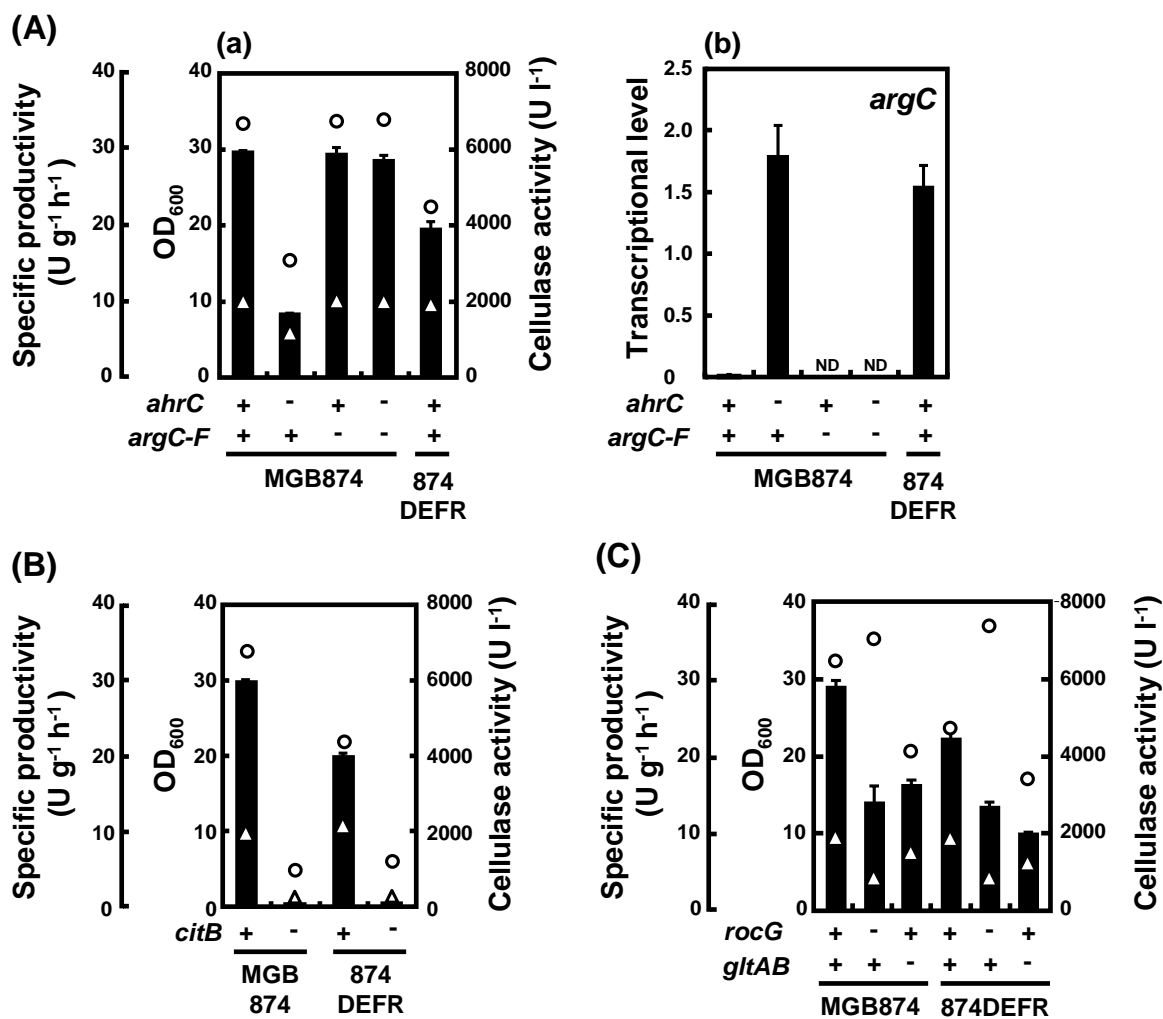 (A)
(a)
Specific productivity
(U g-1 h-1)
40
30
20
10
0
OD600
40
30
20
10
0
8000
6000
4000
2000
0
Cellulase activity (U l-1)
ahrC + - + - +
argC-F + + - - +
MGB874
874
DEFR
(b)
Transcriptional level
2.5
2.0
1.5
1.0
0.5
0
argC
ND ND
ahrC + - + - +
argC-F + + - - +
MGB874
874
DEFR
(B)
Specific productivity
(U g-1 h-1)
40
30
20
10
0
OD600
40
30
20
10
0
8000
6000
4000
2000
0
Cellulase activity (U l-1)
citB + - + -
MGB
874
874
DEFR
(C)
Specific productivity
(U g-1 h-1)
40
30
20
10
0
OD600
40
30
20
10
0
8000
6000
4000
2000
0
Cellulase activity (U l-1)
rocG + - + + - +
gltAB + + - + + -
MGB874
874DEFR